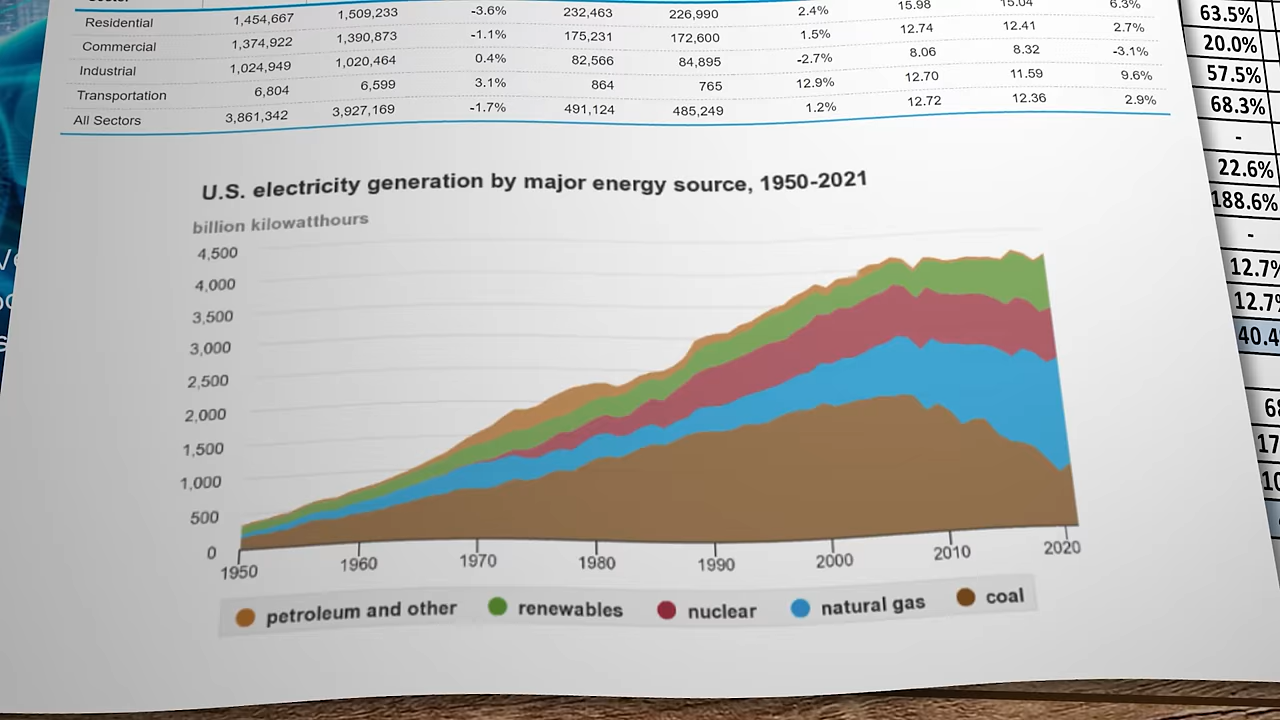 Residential 1,454,667 1,509,233 -3.6% 232,463 226,990 2.4% 15.98 15.04 6.3%
Commercial 1,374,922 1,390,873 -1.1% 175,231 172,600 1.5% 12.74 12.41 2.7%
Industrial 1,024,949 1,020,464 0.4% 82,566 84,895 -2.7% 8.06 8.32 -3.1%
Transportation 6,804 6,599 3.1% 864 765 12.9% 12.70 11.59 9.6%
All Sectors 3,861,342 3,927,169 -1.7% 491,124 485,249 1.2% 12.72 12.36 2.9%
U.S. electricity generation by major energy source, 1950-2021
billion kilowatthours
4,500
4,000
3,500
3,000
2,500
2,000
1,500
1,000
500
0
1950 1960 1970 1980 1990 2000 2010 2020
petroleum and other renewables nuclear natural gas coal
63.5%
20.0%
57.5%
68.3%
-
22.6%
188.6%
-
12.7%
12.7%
40.4
68
17
10